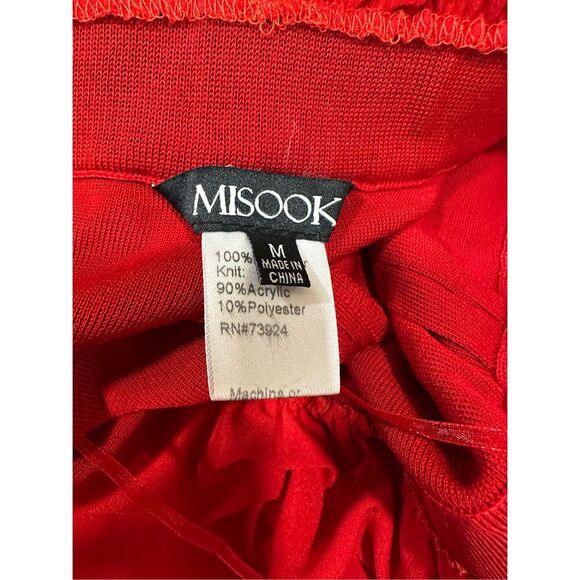 MISOOK
M
MADE IN
CHINA
100%
Knit:
90%Acrylic
10%Polyester
RN#73924
Machine or